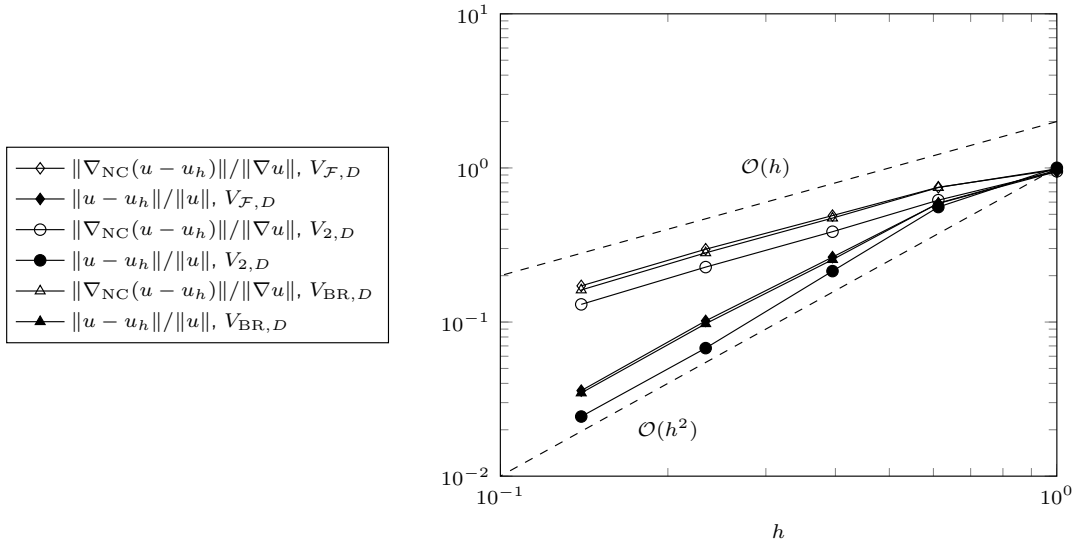 ‖∇NC(u − uh)‖/‖∇u‖, V𝓕,D
‖u − uh‖/‖u‖, V𝓕,D
‖∇NC(u − uh)‖/‖∇u‖, V2,D
‖u − uh‖/‖u‖, V2,D
‖∇NC(u − uh)‖/‖∇u‖, VBR,D
‖u − uh‖/‖u‖, VBR,D
10^1
10^0
10^−1
10^−2
𝒪(h)
𝒪(h^2)
10^−1
10^0
h